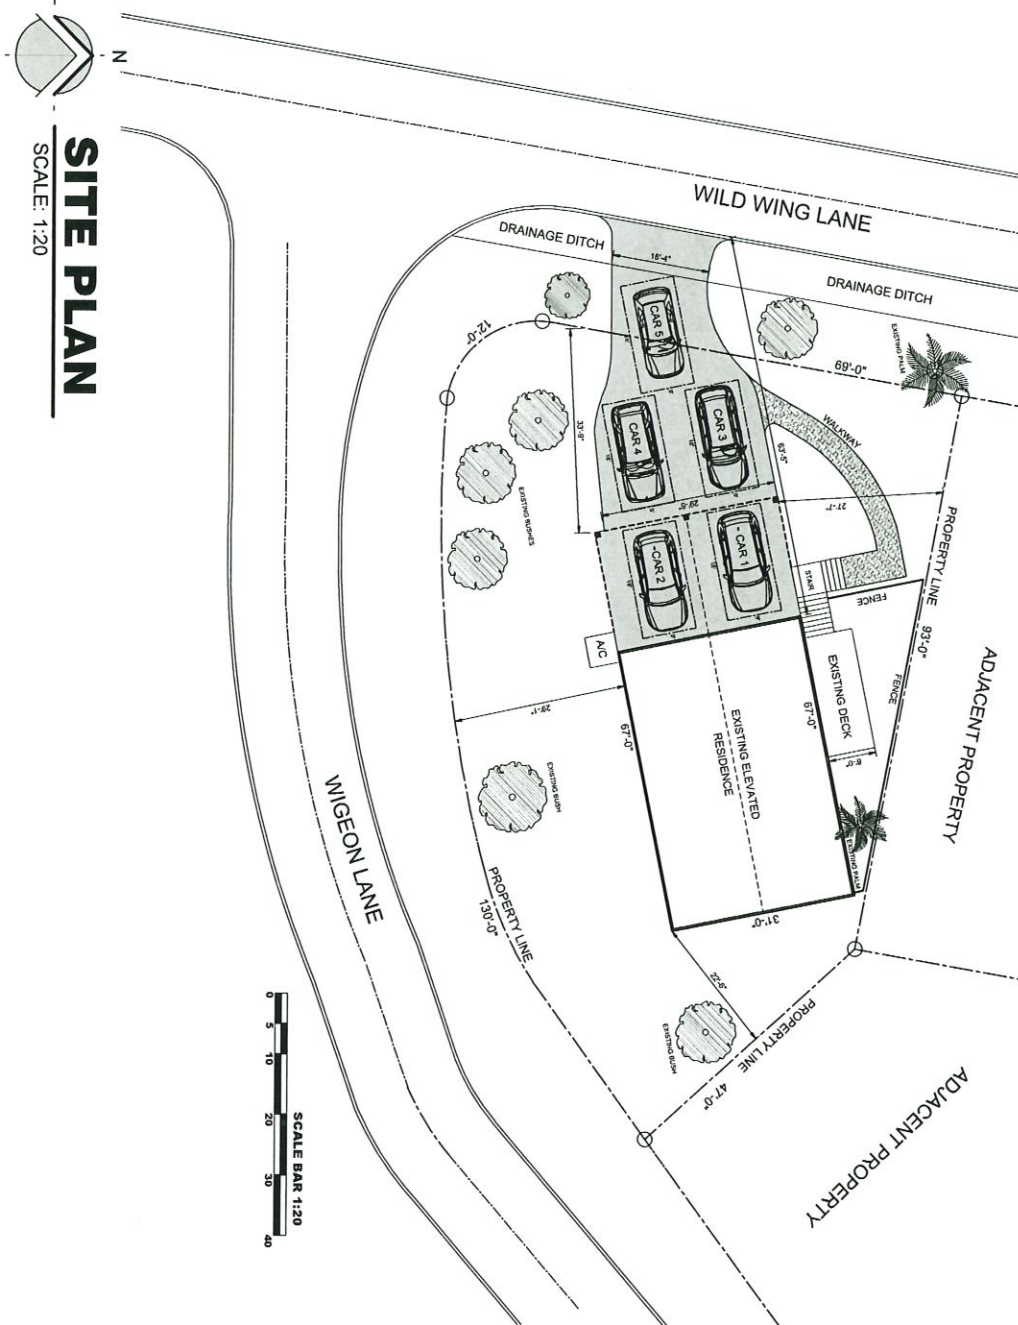 N
SITE PLAN
SCALE: 1:20
WILD WING LANE
DRAINAGE DITCH
DRAINAGE DITCH
16'-4"
CAR 5
12'-0"
69'-0"
EXISTING PALM
33'-9"
CAR 4
CAR 3
WALKWAY
63'-5"
EXISTING BUSHES
29'-5"
21'-1"
PROPERTY LINE
93'-0"
- CAR 1
-CAR 2
STAIR
FENCE
FENCE
A/C
EXISTING DECK
ADJACENT PROPERTY
29'-1"
67'-0"
67'-0"
EXISTING ELEVATED
RESIDENCE
EXISTING BUSH
EXISTING PALM
WIGEON LANE
PROPERTY LINE
130'-0"
31'-0"
22'-6"
EXISTING BUSH
PROPERTY LINE
47'-0"
ADJACENT PROPERTY
SCALE BAR 1:20
0 5 10 20 30 40